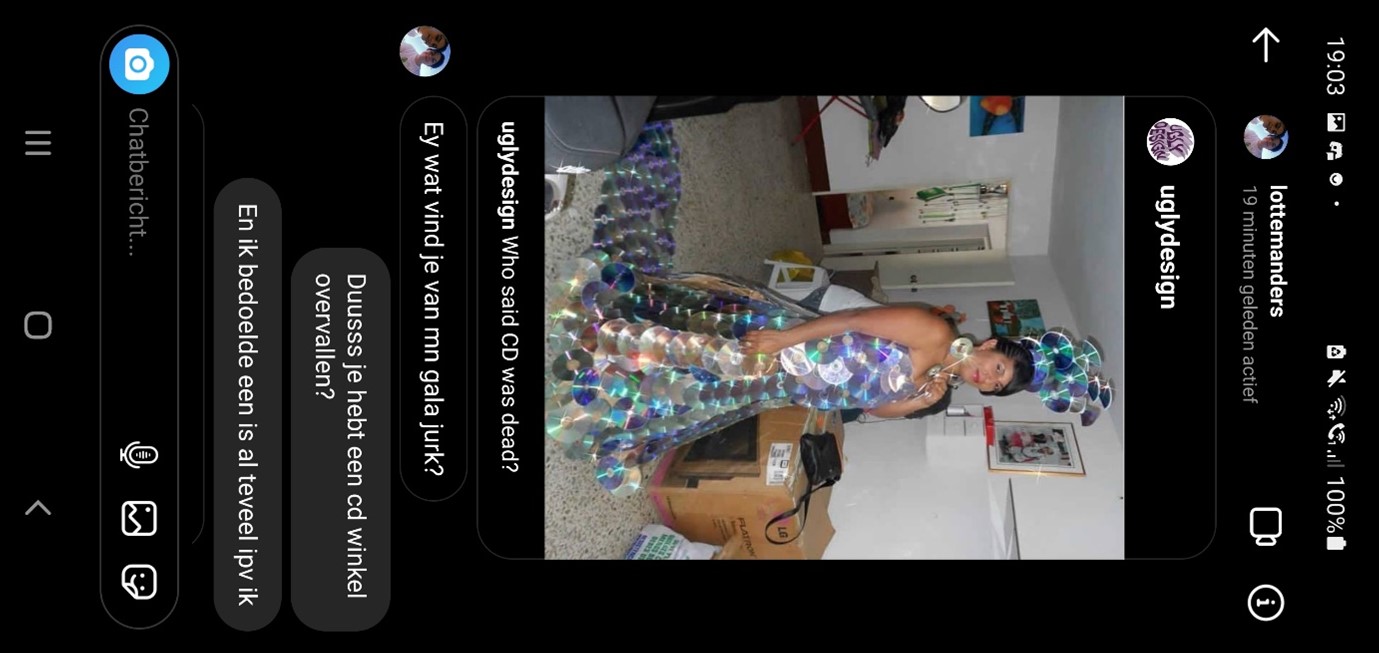 19:03
100%
lottemanders
19 minuten geleden actief
UGLY
DESIGN
uglydesign
LG
FLATRON
uglydesign Who said CD was dead?
Ey wat vind je van mn gala jurk?
Duusss je hebt een cd winkel
overvallen?
En ik bedoelde een is al teveel ipv ik
Chatbericht...